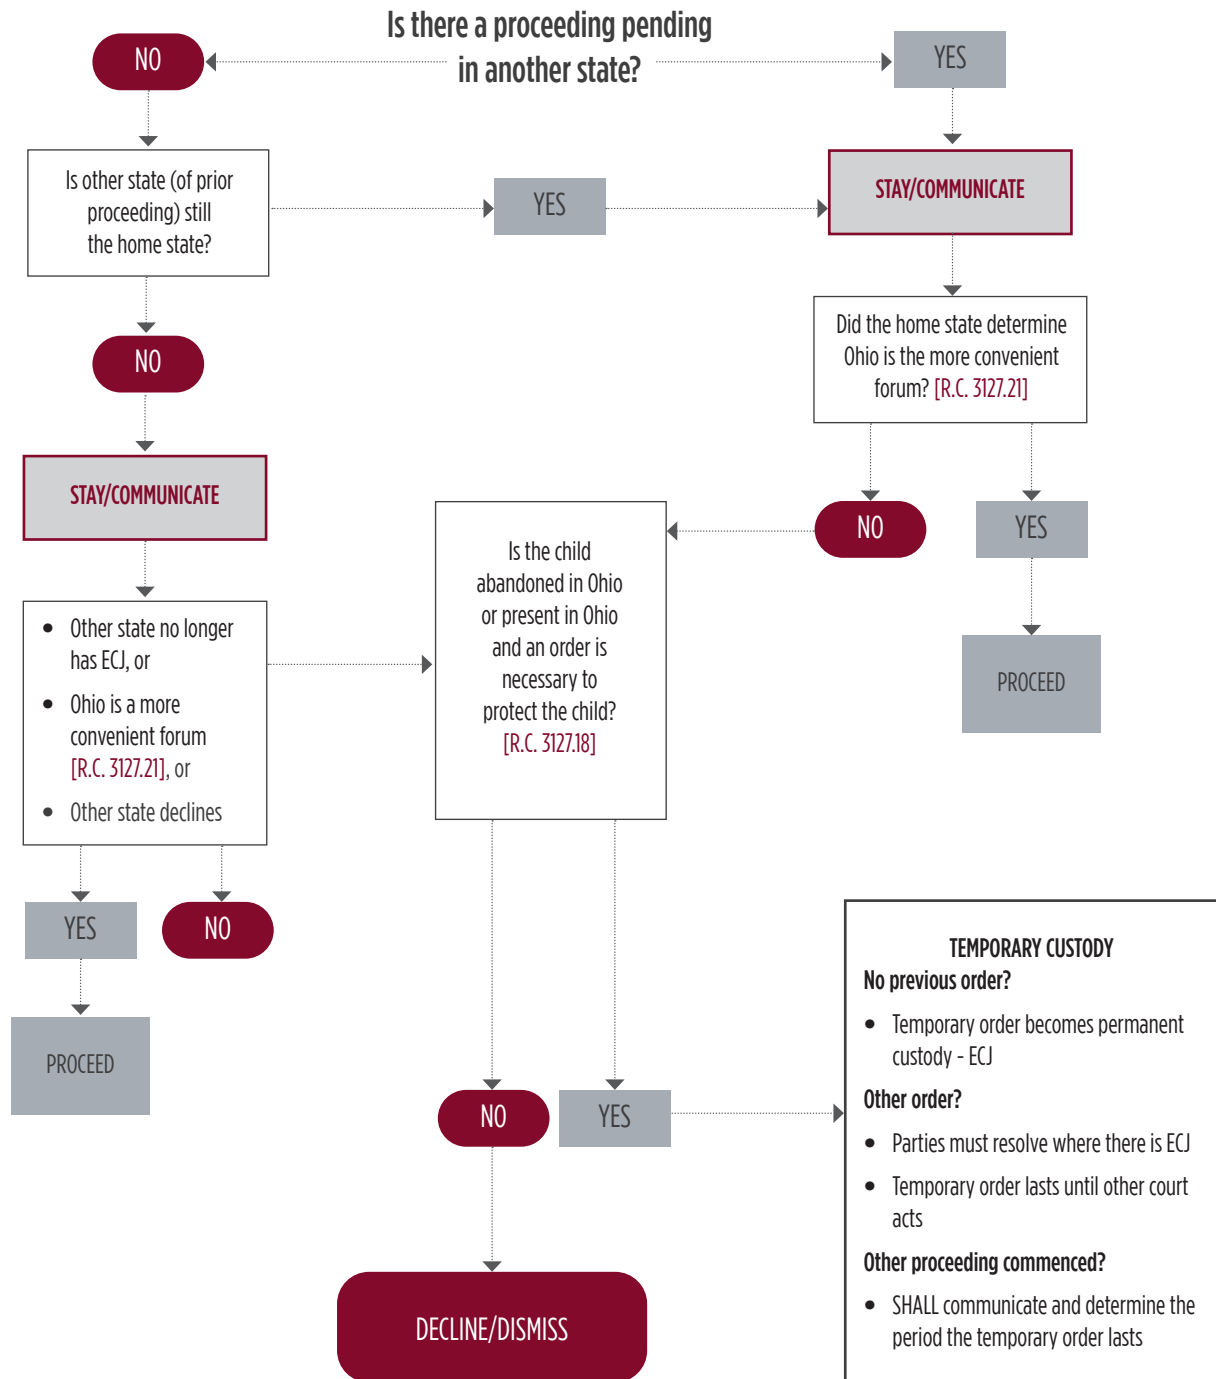 Is there a proceeding pending
in another state?
NO
YES
Is other state (of prior
proceeding) still
the home state?
YES
STAY/COMMUNICATE
NO
Did the home state determine
Ohio is the more convenient
forum? [R.C. 3127.21]
STAY/COMMUNICATE
NO
YES
Is the child
abandoned in Ohio
or present in Ohio
and an order is
necessary to
protect the child?
[R.C. 3127.18]
• Other state no longer
has ECJ, or
• Ohio is a more
convenient forum
[R.C. 3127.21], or
• Other state declines
PROCEED
YES
NO
PROCEED
NO
YES
TEMPORARY CUSTODY
No previous order?
• Temporary order becomes permanent
custody - ECJ
Other order?
• Parties must resolve where there is ECJ
• Temporary order lasts until other court
acts
Other proceeding commenced?
• SHALL communicate and determine the
period the temporary order lasts
DECLINE/DISMISS